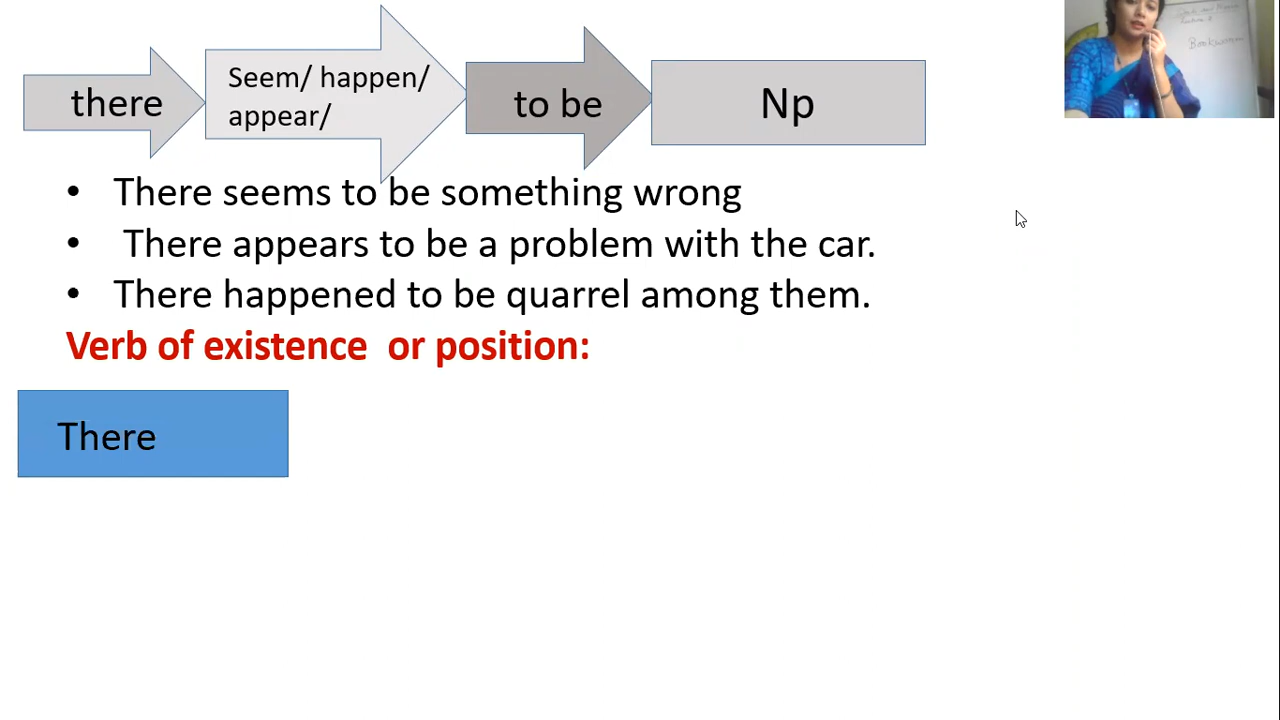 there
Seem/ happen/
appear/
to be
Np
• There seems to be something wrong
• There appears to be a problem with the car.
• There happened to be quarrel among them.
Verb of existence or position:
There